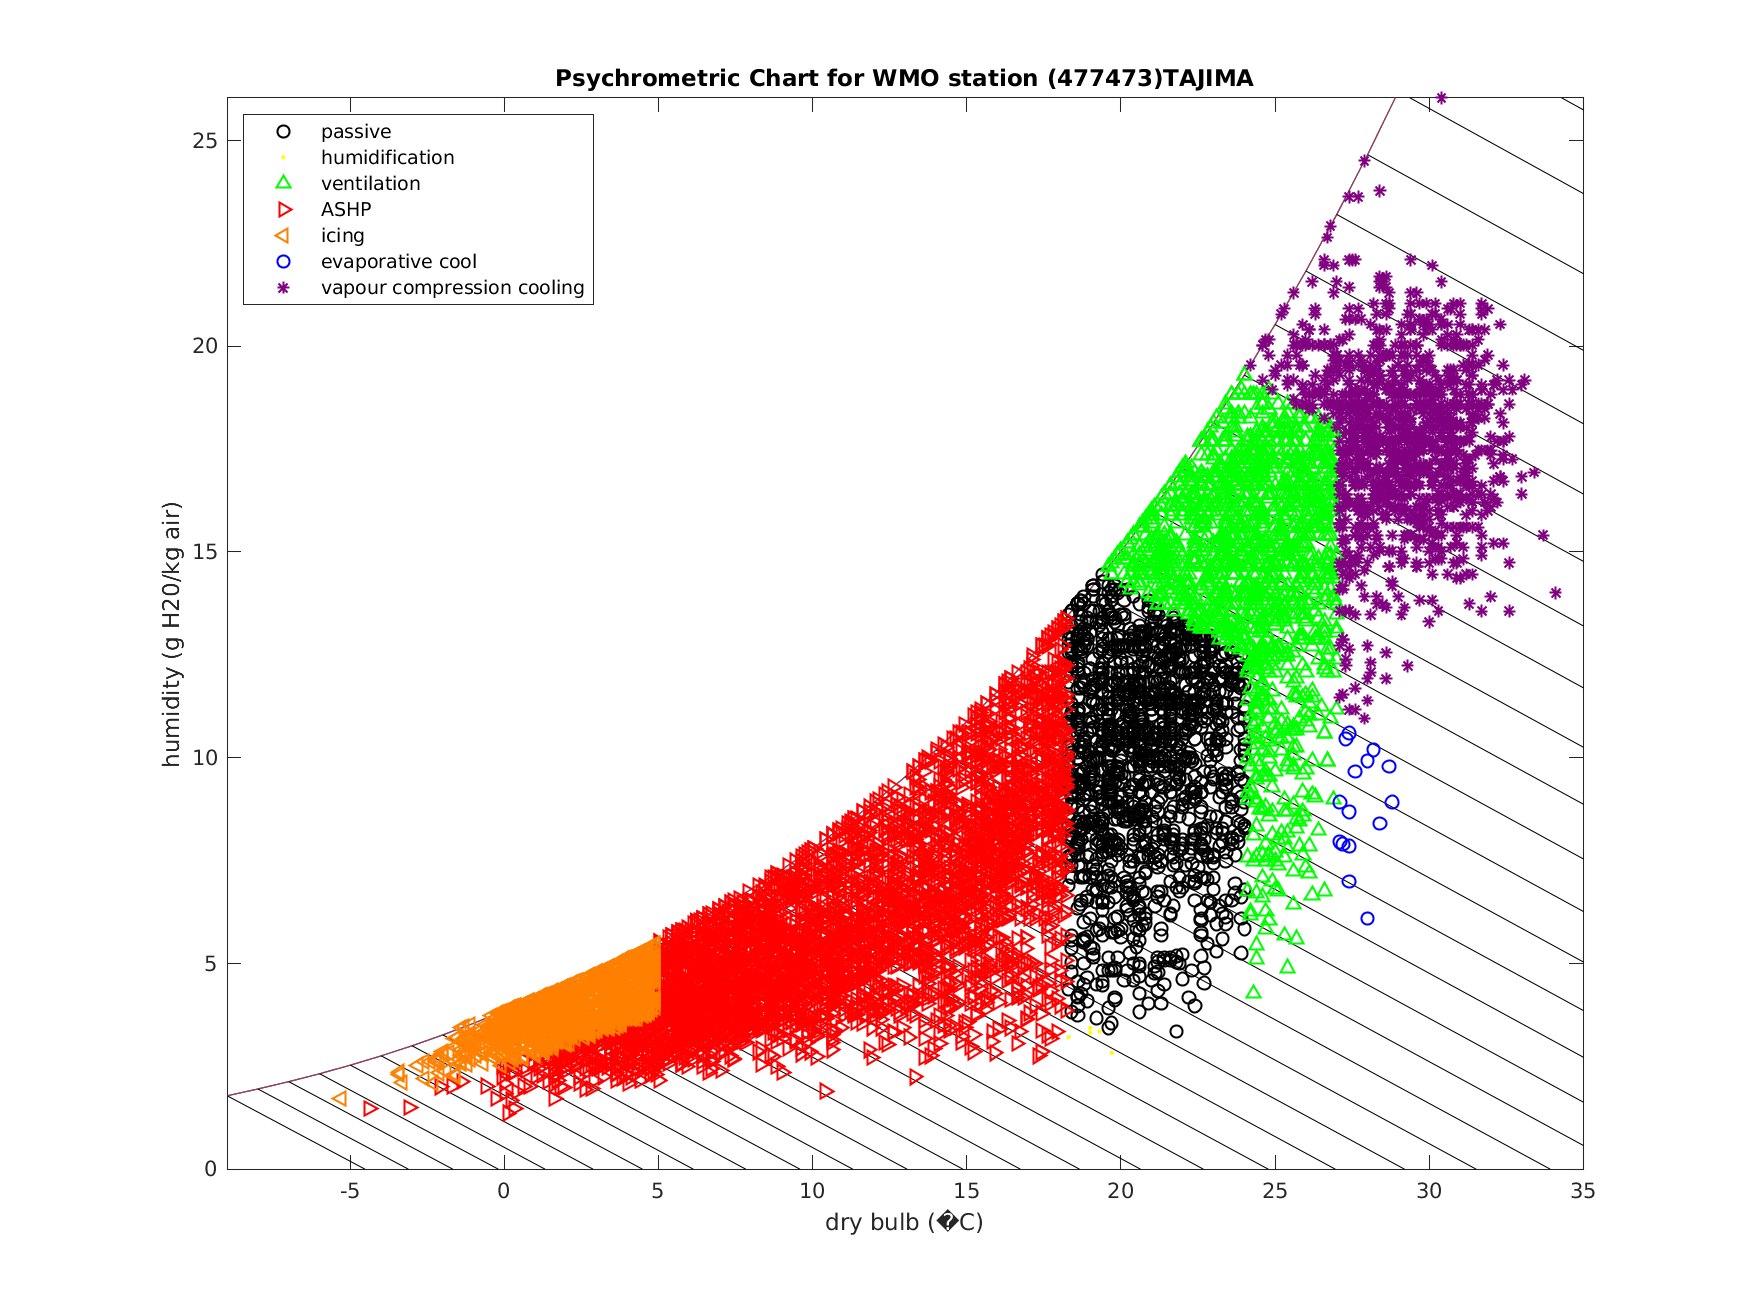 Psychrometric Chart for WMO station (477473)TAJIMA
passive
humidification
ventilation
ASHP
icing
evaporative cool
vapour compression cooling
humidity (g H20/kg air)
25
20
15
10
5
0
-5 0 5 10 15 20 25 30 35
dry bulb (�C)